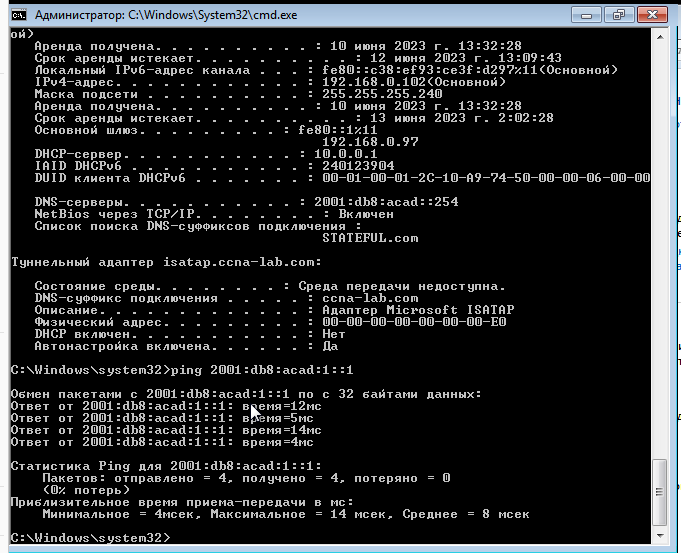 Администратор: C:\Windows\System32\cmd.exe
ой)
Аренда получена. . . . . . . . . . : 10 июня 2023 г. 13:32:28
Срок аренды истекает. . . . . . . . . . : 12 июня 2023 г. 13:09:43
Локальный IPv6-адрес канала . . . : fe80::c38:ef93:ce3f:d297%11(Основной)
IPv4-адрес. . . . . . . . . . . . : 192.168.0.102(Основной)
Маска подсети . . . . . . . . . . : 255.255.255.240
Аренда получена. . . . . . . . . . : 10 июня 2023 г. 13:32:28
Срок аренды истекает. . . . . . . . . . : 13 июня 2023 г. 2:02:28
Основной шлюз. . . . . . . . . : fe80::1%11
192.168.0.97
DHCP-сервер. . . . . . . . . . . : 10.0.0.1
IAID DHCPv6 . . . . . . . . . . . : 240123904
DUID клиента DHCPv6 . . . . . . . : 00-01-00-01-2C-10-A9-74-50-00-00-06-00-00
DNS-серверы. . . . . . . . . . . : 2001:db8:acad::254
NetBios через TCP/IP. . . . . . . . : Включен
Список поиска DNS-суффиксов подключения :
STATEFUL.com
Туннельный адаптер isatap.ccna-lab.com:
Состояние среды. . . . . . . . : Среда передачи недоступна.
DNS-суффикс подключения . . . . . : ccna-lab.com
Описание. . . . . . . . . . . . . : Адаптер Microsoft ISATAP
Физический адрес. . . . . . . . . : 00-00-00-00-00-00-00-E0
DHCP включен. . . . . . . . . . . : Нет
Автонастройка включена. . . . . . : Да
C:\Windows\system32>ping 2001:db8:acad:1::1
Обмен пакетами с 2001:db8:acad:1::1 по с 32 байтами данных:
Ответ от 2001:db8:acad:1::1: время=12мс
Ответ от 2001:db8:acad:1::1: время=5мс
Ответ от 2001:db8:acad:1::1: время=14мс
Ответ от 2001:db8:acad:1::1: время=4мс
Статистика Ping для 2001:db8:acad:1::1:
Пакетов: отправлено = 4, получено = 4, потеряно = 0
(0% потерь)
Приблизительное время приема-передачи в мс:
Минимальное = 4мсек, Максимальное = 14 мсек, Среднее = 8 мсек
C:\Windows\system32>